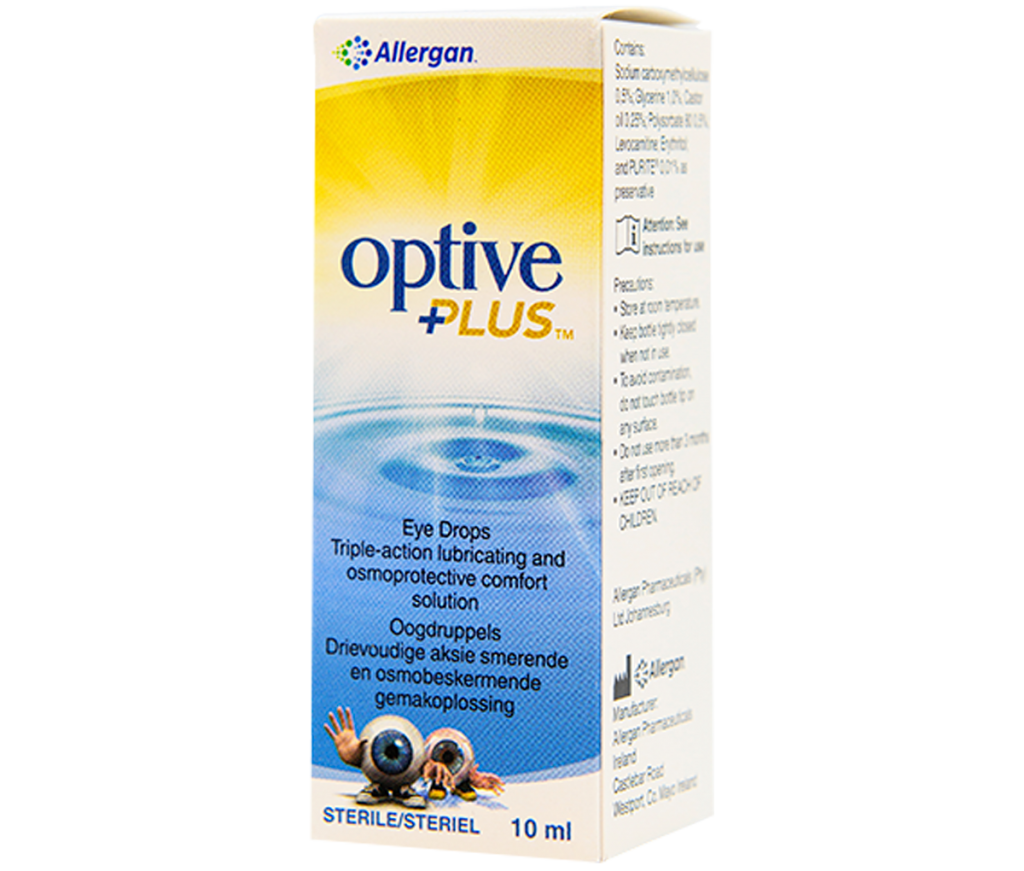 Allergan
optive
+PLUS™
Eye Drops
Triple-action lubricating and
osmoprotective comfort
solution
Oogdruppels
Drievoudige aksie smerende
en osmobeskermende
gemakoplossing
STERILE/STERIEL 10 ml
Contains:
Sodium carboxymethylcellulose
0,5%; Glycerine 1,0%; Castor
oil 0,25%; Polysorbate 80 0,5%,
Levocarnitine, Erythritol,
and PURITE® 0,01% as
preservative
Attention: See
instructions for use
Precautions:
• Store at room temperature.
• Keep bottle tightly closed
when not in use.
• To avoid contamination,
do not touch bottle tip on
any surface.
• Do not use more than 3 months
after first opening.
• KEEP OUT OF REACH OF
CHILDREN.
Allergan Pharmaceuticals (Pty)
Ltd Johannesburg
Allergan
Manufacturer:
Allergan Pharmaceuticals
Ireland
Castlebar Road
Westport, Co. Mayo Ireland